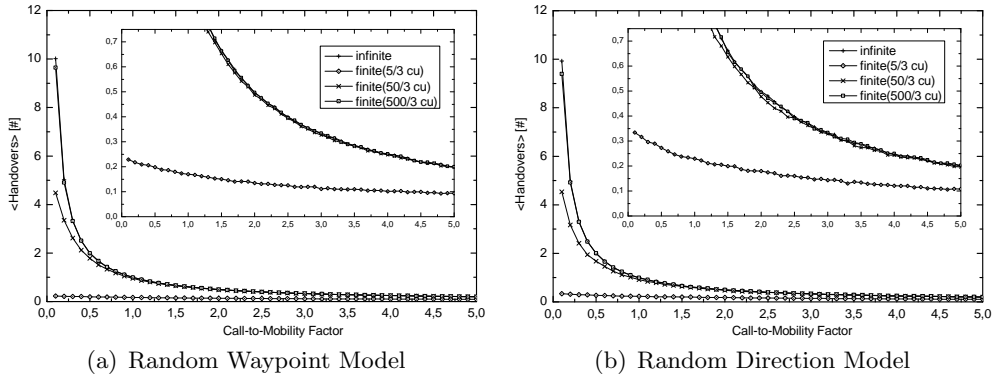 12
10
8
6
4
2
0
<Handovers> [#]
0,7
0,6
0,5
0,4
0,3
0,2
0,1
0,0
0,0 0,5 1,0 1,5 2,0 2,5 3,0 3,5 4,0 4,5 5,0
infinite
finite(5/3 cu)
finite(50/3 cu)
finite(500/3 cu)
0,0 0,5 1,0 1,5 2,0 2,5 3,0 3,5 4,0 4,5 5,0
Call-to-Mobility Factor
(a) Random Waypoint Model
12
10
8
6
4
2
0
<Handovers> [#]
0,7
0,6
0,5
0,4
0,3
0,2
0,1
0,0
0,0 0,5 1,0 1,5 2,0 2,5 3,0 3,5 4,0 4,5 5,0
infinite
finite(5/3 cu)
finite(50/3 cu)
finite(500/3 cu)
0,0 0,5 1,0 1,5 2,0 2,5 3,0 3,5 4,0 4,5 5,0
Call-to-Mobility Factor
(b) Random Direction Model